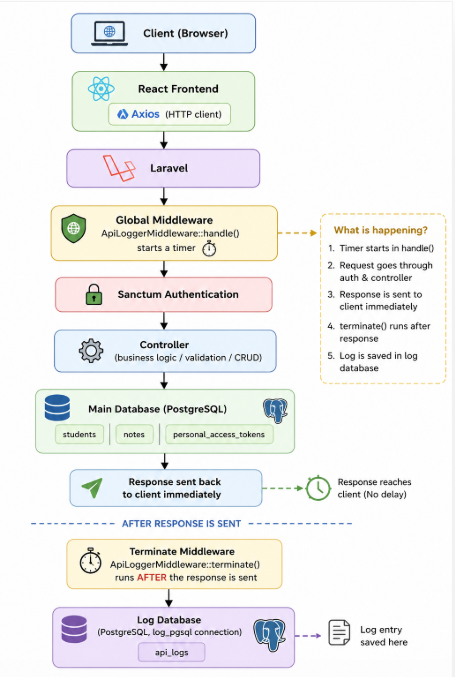 Client (Browser)
React Frontend
Axios (HTTP client)
Laravel
Global Middleware
ApiLoggerMiddleware::handle()
starts a timer
What is happening?
1. Timer starts in handle()
2. Request goes through
auth & controller
3. Response is sent to
client immediately
4. terminate() runs after
response
5. Log is saved in log
database
Sanctum Authentication
Controller
(business logic / validation / CRUD)
Main Database (PostgreSQL)
students
notes
personal_access_tokens
Response sent back
to client immediately
Response reaches
client (No delay)
AFTER RESPONSE IS SENT
Terminate Middleware
ApiLoggerMiddleware::terminate()
runs AFTER the response is sent
Log Database
(PostgreSQL, log_pgsql connection)
api_logs
Log entry
saved here